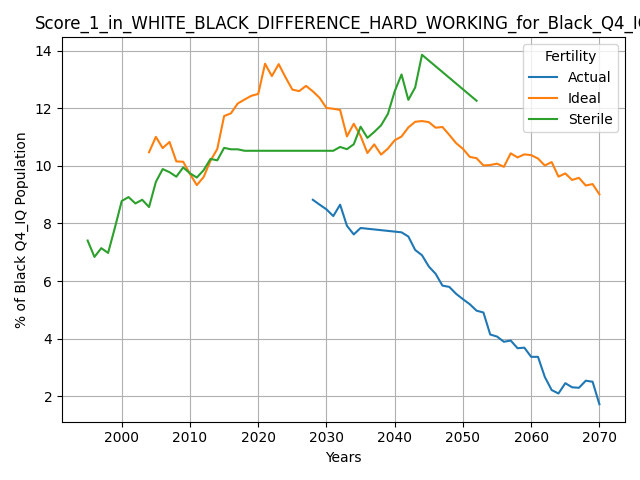 Score_1_in_WHITE_BLACK_DIFFERENCE_HARD_WORKING_for_Black_Q4_IQ
14
12
10
8
6
4
2
% of Black Q4_IQ Population
Fertility
Actual
Ideal
Sterile
2000 2010 2020 2030 2040 2050 2060 2070
Years